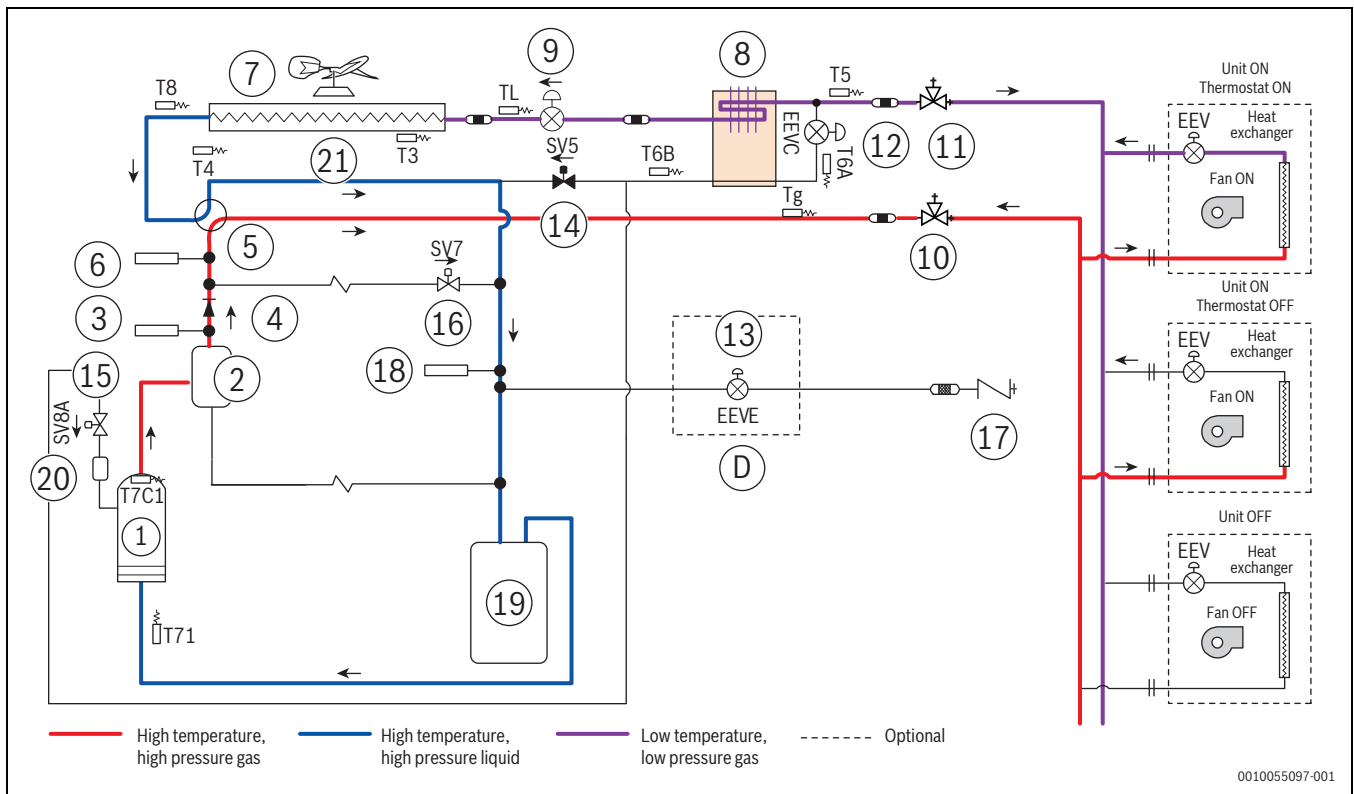 7
9
8
T8
TL
T5
T4
T3
21
SV5
T6B
EEVC
T6A
12
11
Tg
14
10
5
6
SV7
3
4
16
15
2
18
13
EEVE
17
D
SV8A
20
T7C1
1
19
T71
Unit ON
Thermostat ON
EEV
Heat
exchanger
Fan ON
Unit ON
Thermostat OFF
EEV
Heat
exchanger
Fan ON
Unit OFF
EEV
Heat
exchanger
Fan OFF
High temperature,
high pressure gas
High temperature,
high pressure liquid
Low temperature,
low pressure gas
Optional
0010055097-001